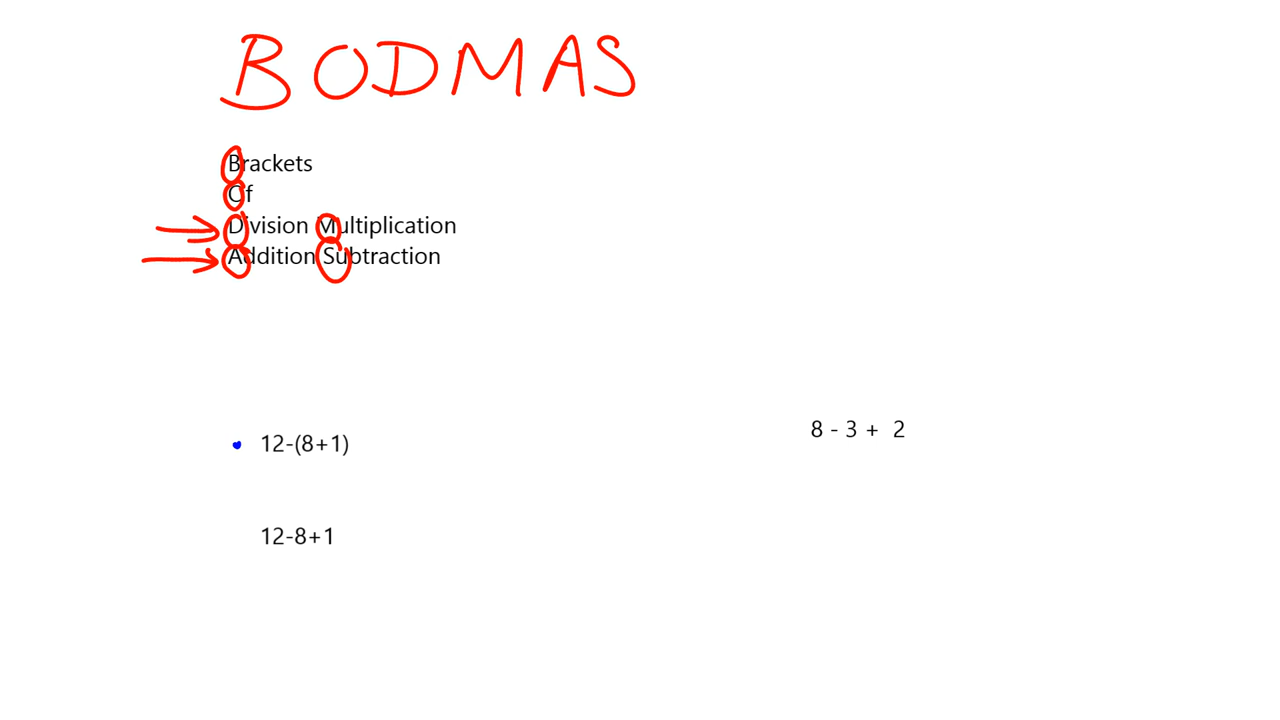 BODMAS
Brackets
Of
Division Multiplication
Addition Subtraction
12-(8+1)
8 - 3 + 2
12-8+1